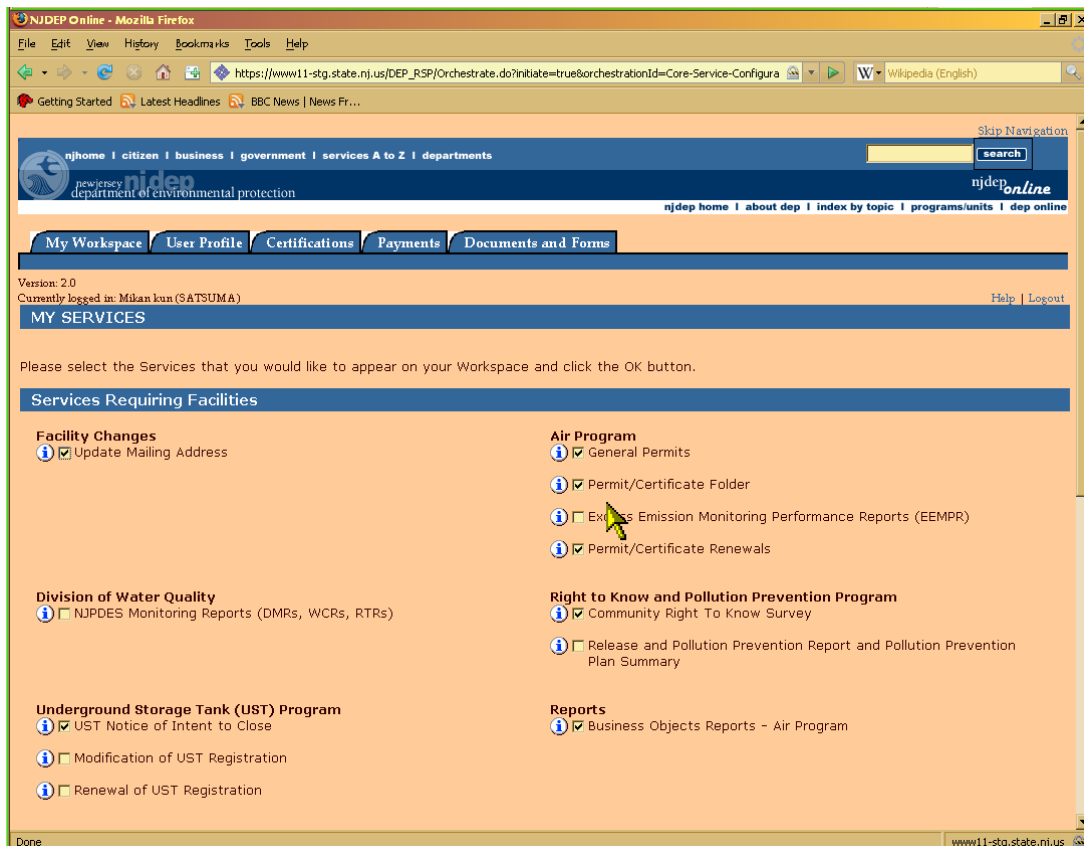 NJDEP Online - Mozilla Firefox
File Edit View History Bookmarks Tools Help
https://www11-stg.state.nj.us/DEP_RSP/Orchestrate.do?initiate=true&orchestrationId=Core-Service-Configura
W Wikipedia (English)
Getting Started Latest Headlines BBC News | News Fr...
Skip Navigation
njhome | citizen | business | government | services A to Z | departments
search
newjersey njdep
department of environmental protection
njdep online
njdep home | about dep | index by topic | programs/units | dep online
My Workspace User Profile Certifications Payments Documents and Forms
Version: 2.0
Currently logged in: Mikan kun (SATSUMA)
Help | Logout
MY SERVICES
Please select the Services that you would like to appear on your Workspace and click the OK button.
Services Requiring Facilities
Facility Changes
Update Mailing Address
Air Program
General Permits
Permit/Certificate Folder
Emission Monitoring Performance Reports (EEMPR)
Permit/Certificate Renewals
Division of Water Quality
NJPDES Monitoring Reports (DMRs, WCRs, RTRs)
Right to Know and Pollution Prevention Program
Community Right To Know Survey
Release and Pollution Prevention Report and Pollution Prevention
Plan Summary
Underground Storage Tank (UST) Program
UST Notice of Intent to Close
Modification of UST Registration
Renewal of UST Registration
Reports
Business Objects Reports - Air Program
Done
www11-stg.state.nj.us